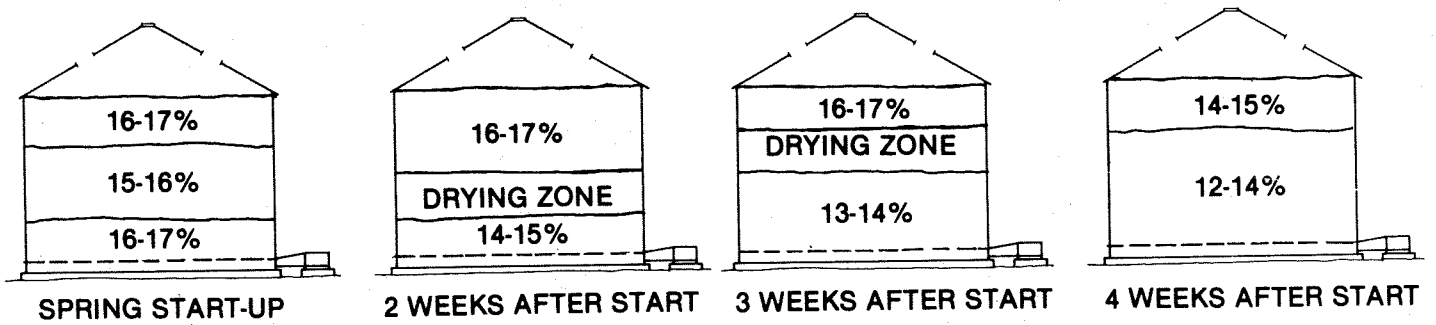 16-17%
15-16%
16-17%
SPRING START-UP
16-17%
DRYING ZONE
14-15%
2 WEEKS AFTER START
16-17%
DRYING ZONE
13-14%
3 WEEKS AFTER START
14-15%
12-14%
4 WEEKS AFTER START